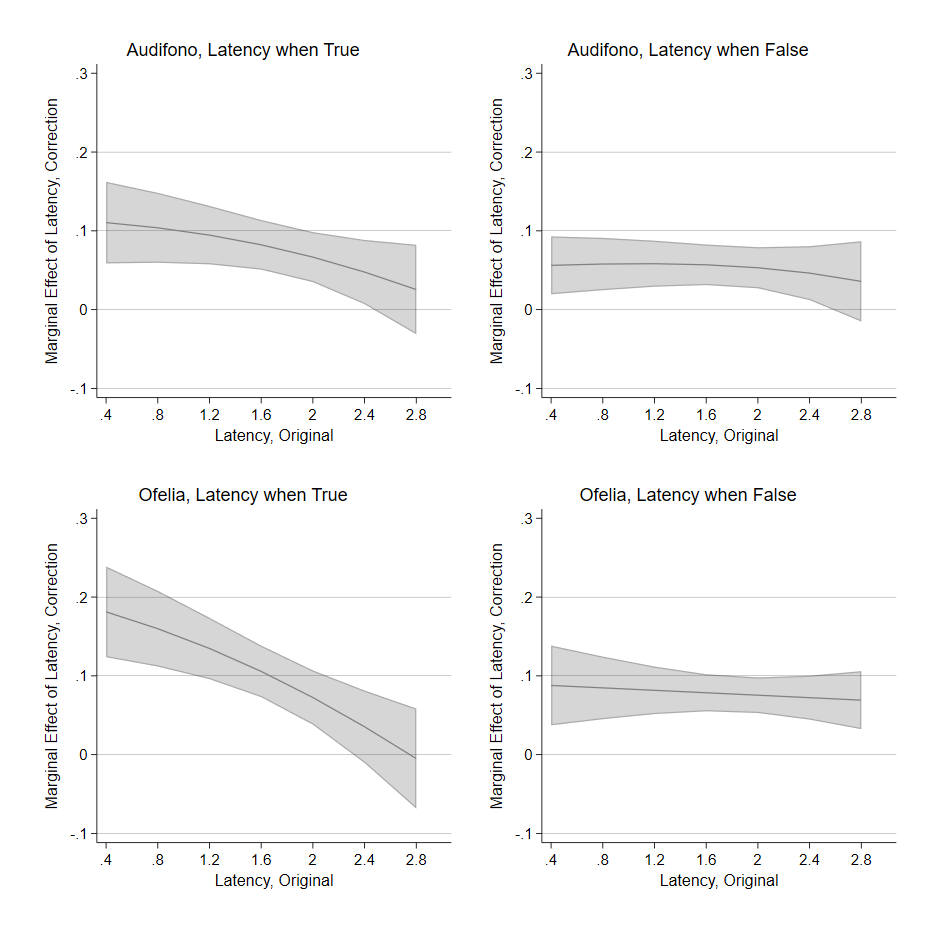 Audifono, Latency when True
Marginal Effect of Latency, Correction
.3
.2
.1
0
-.1
.4 .8 1.2 1.6 2 2.4 2.8
Latency, Original
Audifono, Latency when False
Marginal Effect of Latency, Correction
.3
.2
.1
0
-.1
.4 .8 1.2 1.6 2 2.4 2.8
Latency, Original
Ofelia, Latency when True
Marginal Effect of Latency, Correction
.3
.2
.1
0
-.1
.4 .8 1.2 1.6 2 2.4 2.8
Latency, Original
Ofelia, Latency when False
Marginal Effect of Latency, Correction
.3
.2
.1
0
-.1
.4 .8 1.2 1.6 2 2.4 2.8
Latency, Original